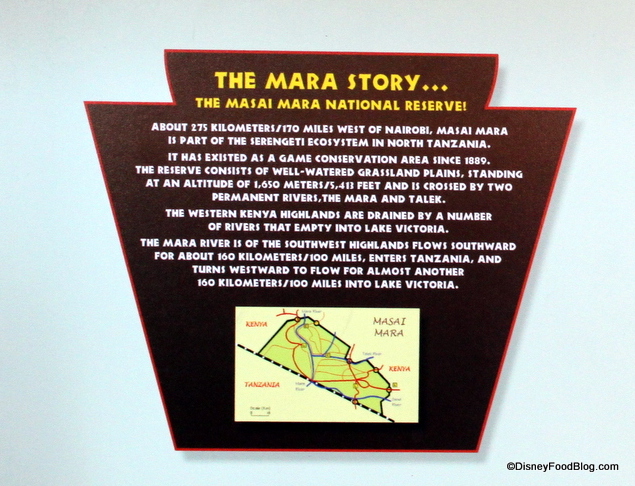 THE MARA STORY...
THE MASAI MARA NATIONAL RESERVE!
ABOUT 275 KILOMETERS/170 MILES WEST OF NAIROBI, MASAI MARA
IS PART OF THE SERENGETI ECOSYSTEM IN NORTH TANZANIA.
IT HAS EXISTED AS A GAME CONSERVATION AREA SINCE 1889.
THE RESERVE CONSISTS OF WELL-WATERED GRASSLAND PLAINS, STANDING
AT AN ALTITUDE OF 1,650 METERS/5,413 FEET AND IS CROSSED BY TWO
PERMANENT RIVERS,THE MARA AND TALEK.
THE WESTERN KENYA HIGHLANDS ARE DRAINED BY A NUMBER
OF RIVERS THAT EMPTY INTO LAKE VICTORIA.
THE MARA RIVER IS OF THE SOUTHWEST HIGHLANDS FLOWS SOUTHWARD
FOR ABOUT 160 KILOMETERS/100 MILES, ENTERS TANZANIA, AND
TURNS WESTWARD TO FLOW FOR ALMOST ANOTHER
160 KILOMETERS/100 MILES INTO LAKE VICTORIA.
KENYA
MASAI
MARA
KENYA
TANZANIA
River
River
©DisneyFoodBlog.com